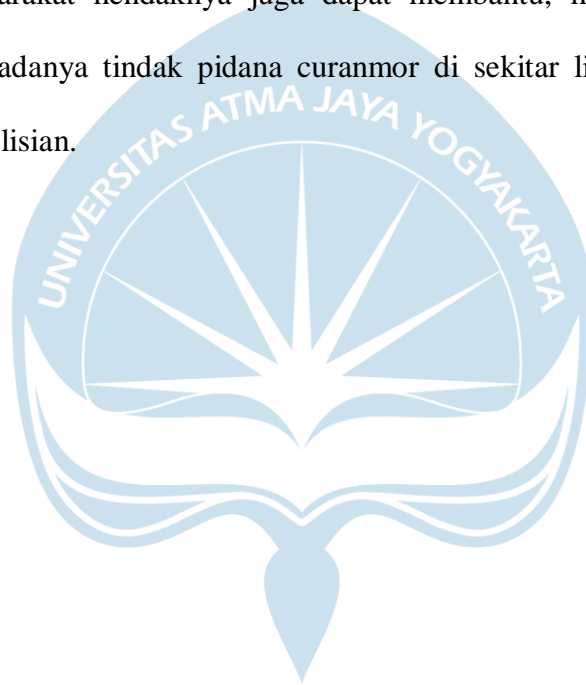 arakat hendaknya juga dapat membantu,
adanya tindak pidana curanmor di sekitar
lisian.
UNIVERSITAS ATMA JAYA YOGYAKARTA